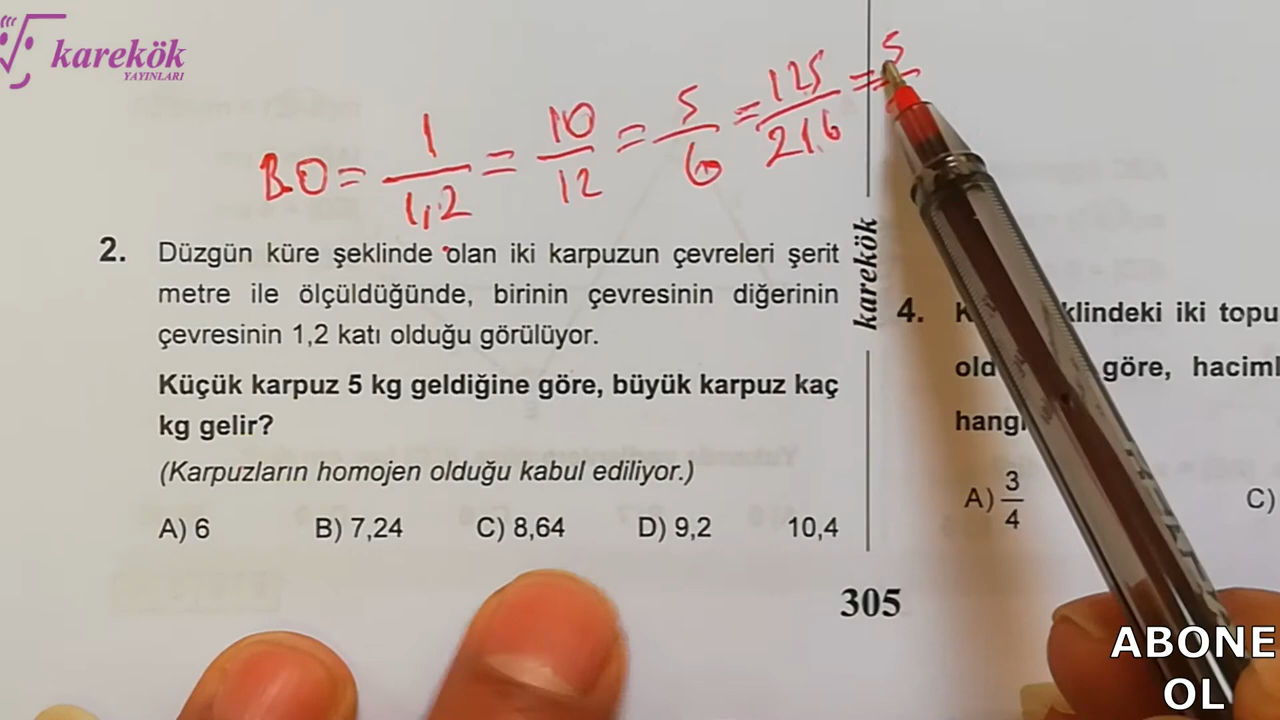 karekök
YAYINLARI
BO = 1/1,2 = 10/12 = 5/6 = 125/216 = 5
2. Düzgün küre şeklinde olan iki karpuzun çevreleri şerit
metre ile ölçüldüğünde, birinin çevresinin diğerinin
çevresinin 1,2 katı olduğu görülüyor.
Küçük karpuz 5 kg geldiğine göre, büyük karpuz kaç
kg gelir?
(Karpuzların homojen olduğu kabul ediliyor.)
A) 6 B) 7,24 C) 8,64 D) 9,2 10,4
karekök
305
4. klindeki iki topu
old göre, haciml
hangi
A) 3/4 C)
ABONE
OL